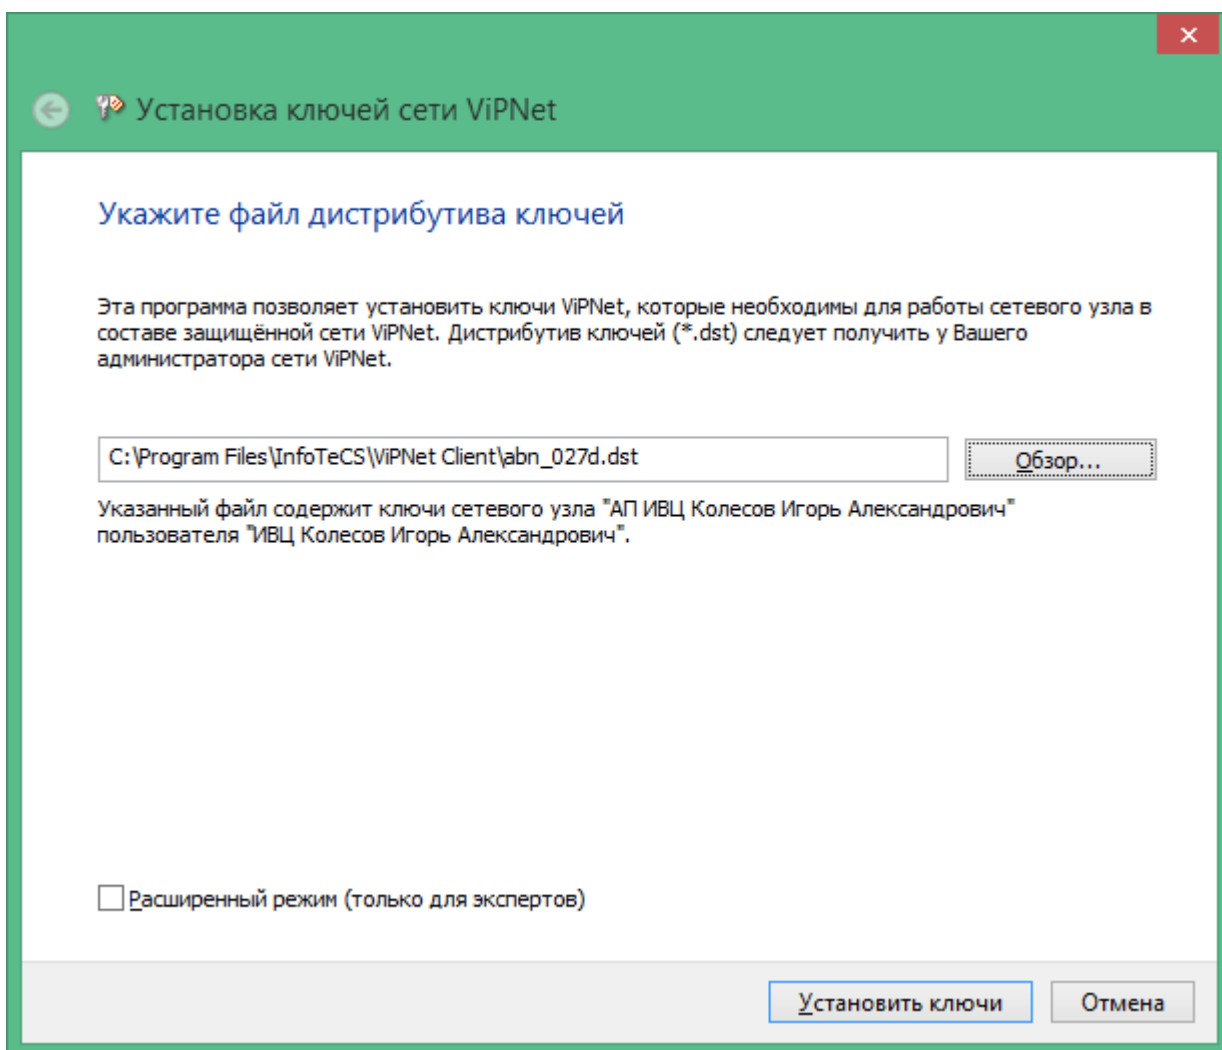 Установка ключей сети ViPNet
Укажите файл дистрибутива ключей
Эта программа позволяет установить ключи ViPNet, которые необходимы для работы сетевого узла в
составе защищённой сети ViPNet. Дистрибутив ключей (*.dst) следует получить у Вашего
администратора сети ViPNet.
C:\Program Files\InfoTeCS\ViPNet Client\abn_027d.dst
Обзор...
Указанный файл содержит ключи сетевого узла "АП ИВЦ Колесов Игорь Александрович"
пользователя "ИВЦ Колесов Игорь Александрович".
Расширенный режим (только для экспертов)
Установить ключи
Отмена